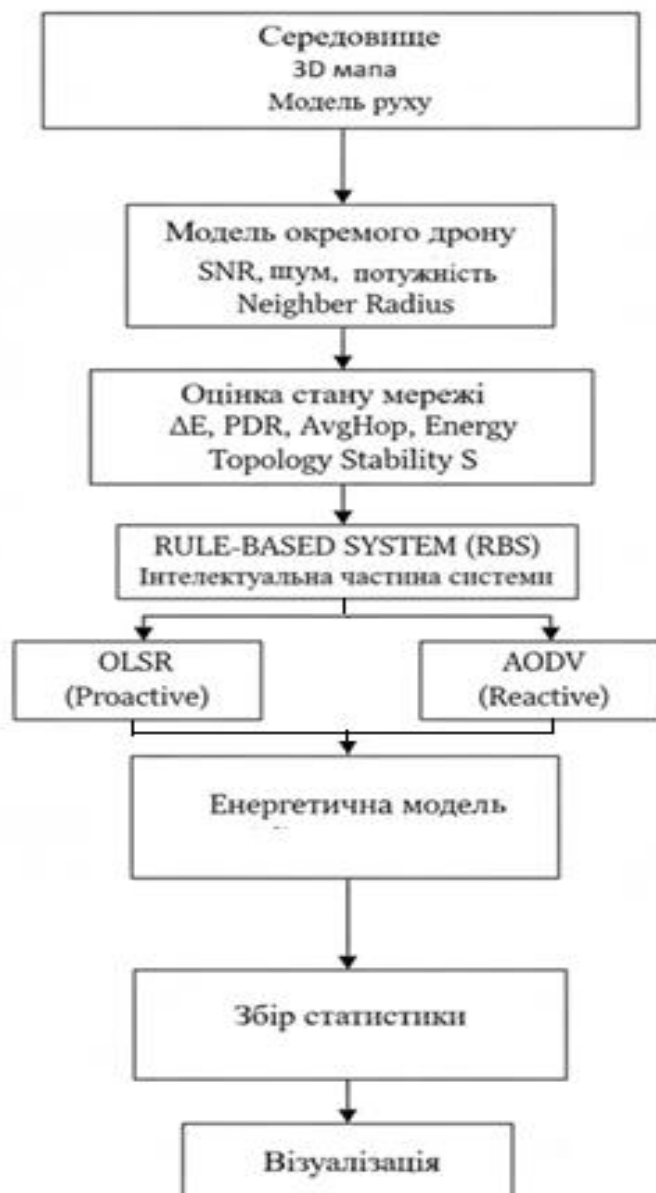 Середовище
3D мапа
Модель руху
Модель окремого дрону
SNR, шум, потужність
Neighber Radius
Оцінка стану мережі
ΔE, PDR, AvgHop, Energy
Topology Stability S
RULE-BASED SYSTEM (RBS)
Інтелектуальна частина системи
OLSR
(Proactive)
AODV
(Reactive)
Енергетична модель
Збір статистики
Візуалізація